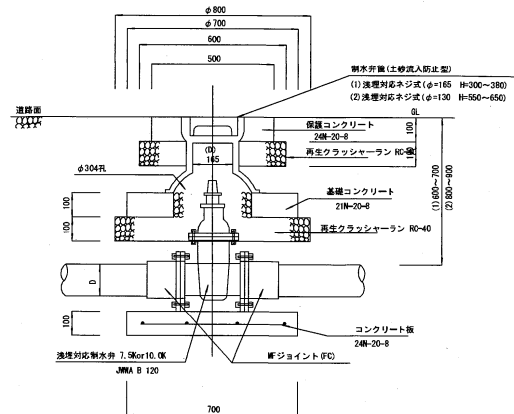 φ800
φ700
600
500
制水弁筐(土砂流入防止型)
(1)浅埋対応ネジ式(φ=165 H=300～380)
(2)浅埋対応ネジ式(φ=130 H=550～650)
道路面
GL
保護コンクリート
24N-20-8
100
(D)
165
再生クラッシャーラン RC-
φ304孔
(1)600～700
(2)800～900
100
基礎コンクリート
21N-20-8
100
再生クラッシャーラン RC-40
D
100
コンクリート板
24N-20-8
浅埋対応制水弁 7.5Kor10.0K
JWWA B 120
MFジョイント(FC)
700